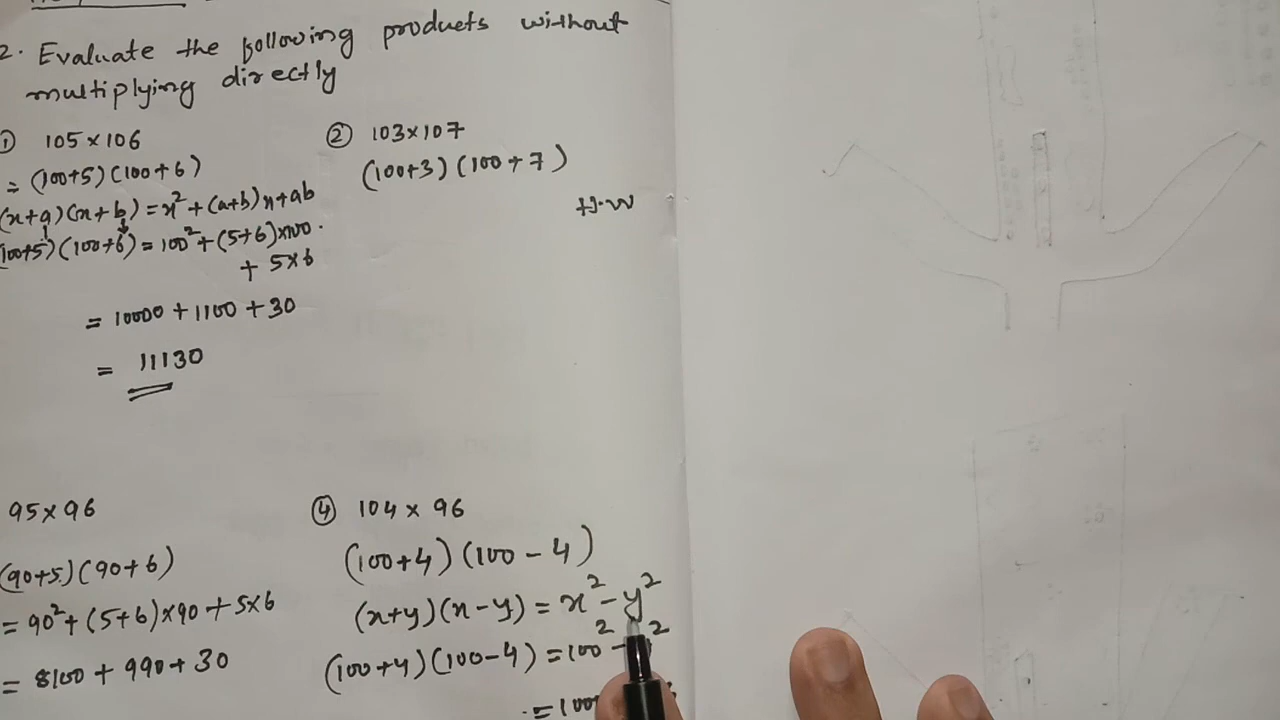 2. Evaluate the following products without
multiplying directly
① 105 × 106
= (100+5) (100+6)
(x+a) (x+b) = x² + (a+b) x + ab
(100+5) (100+6) = 100² + (5+6)×100.
+ 5×6
= 10000 + 1100 + 30
= 11130
② 103×107
(100+3) (100+7)
H.W
95 × 96
(90+5) (90+6)
= 90² + (5+6)×90 + 5×6
= 8100 + 990 + 30
④ 104 × 96
(100+4) (100-4)
(x+y) (x-y) = x² - y²
(100+4) (100-4) = 100² - ²
= 100